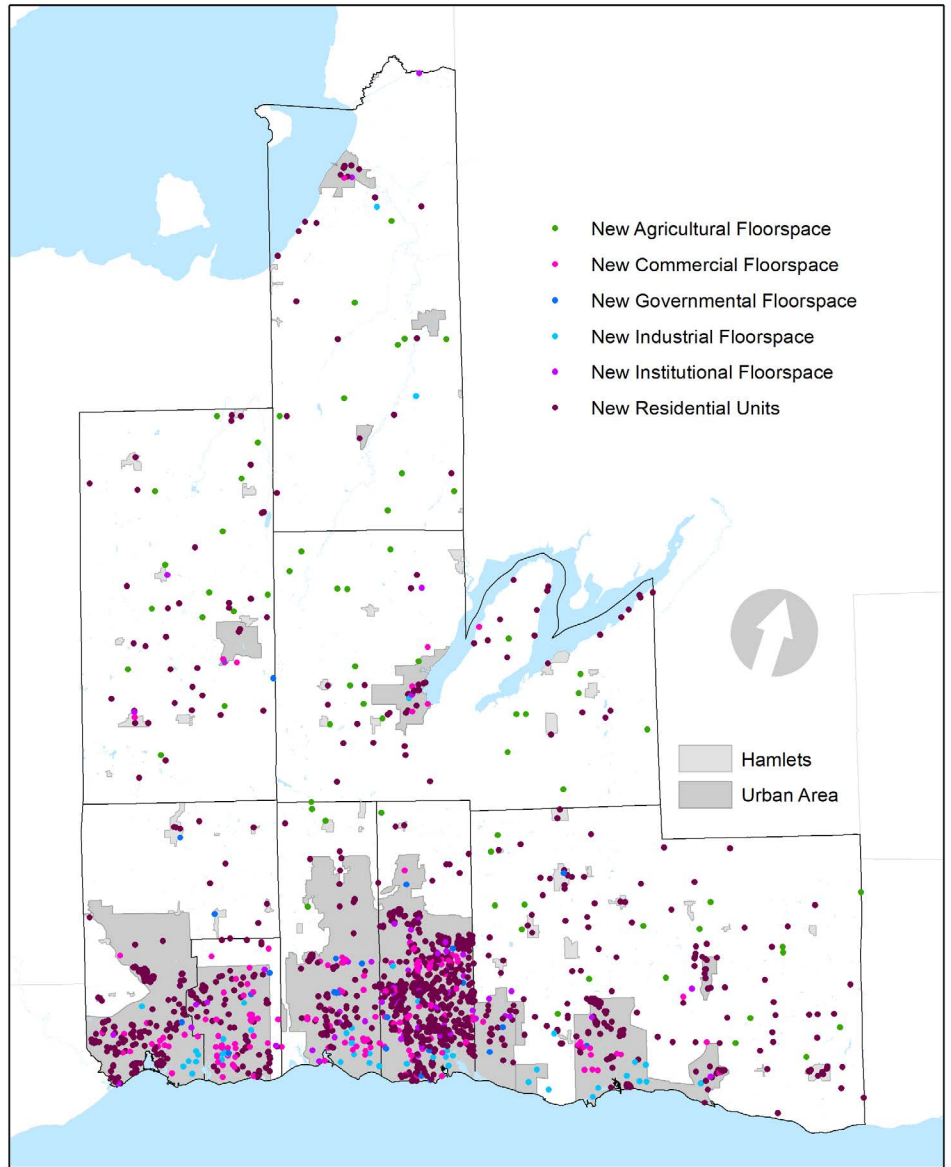 New Agricultural Floorspace
New Commercial Floorspace
New Governmental Floorspace
New Industrial Floorspace
New Institutional Floorspace
New Residential Units
Hamlets
Urban Area